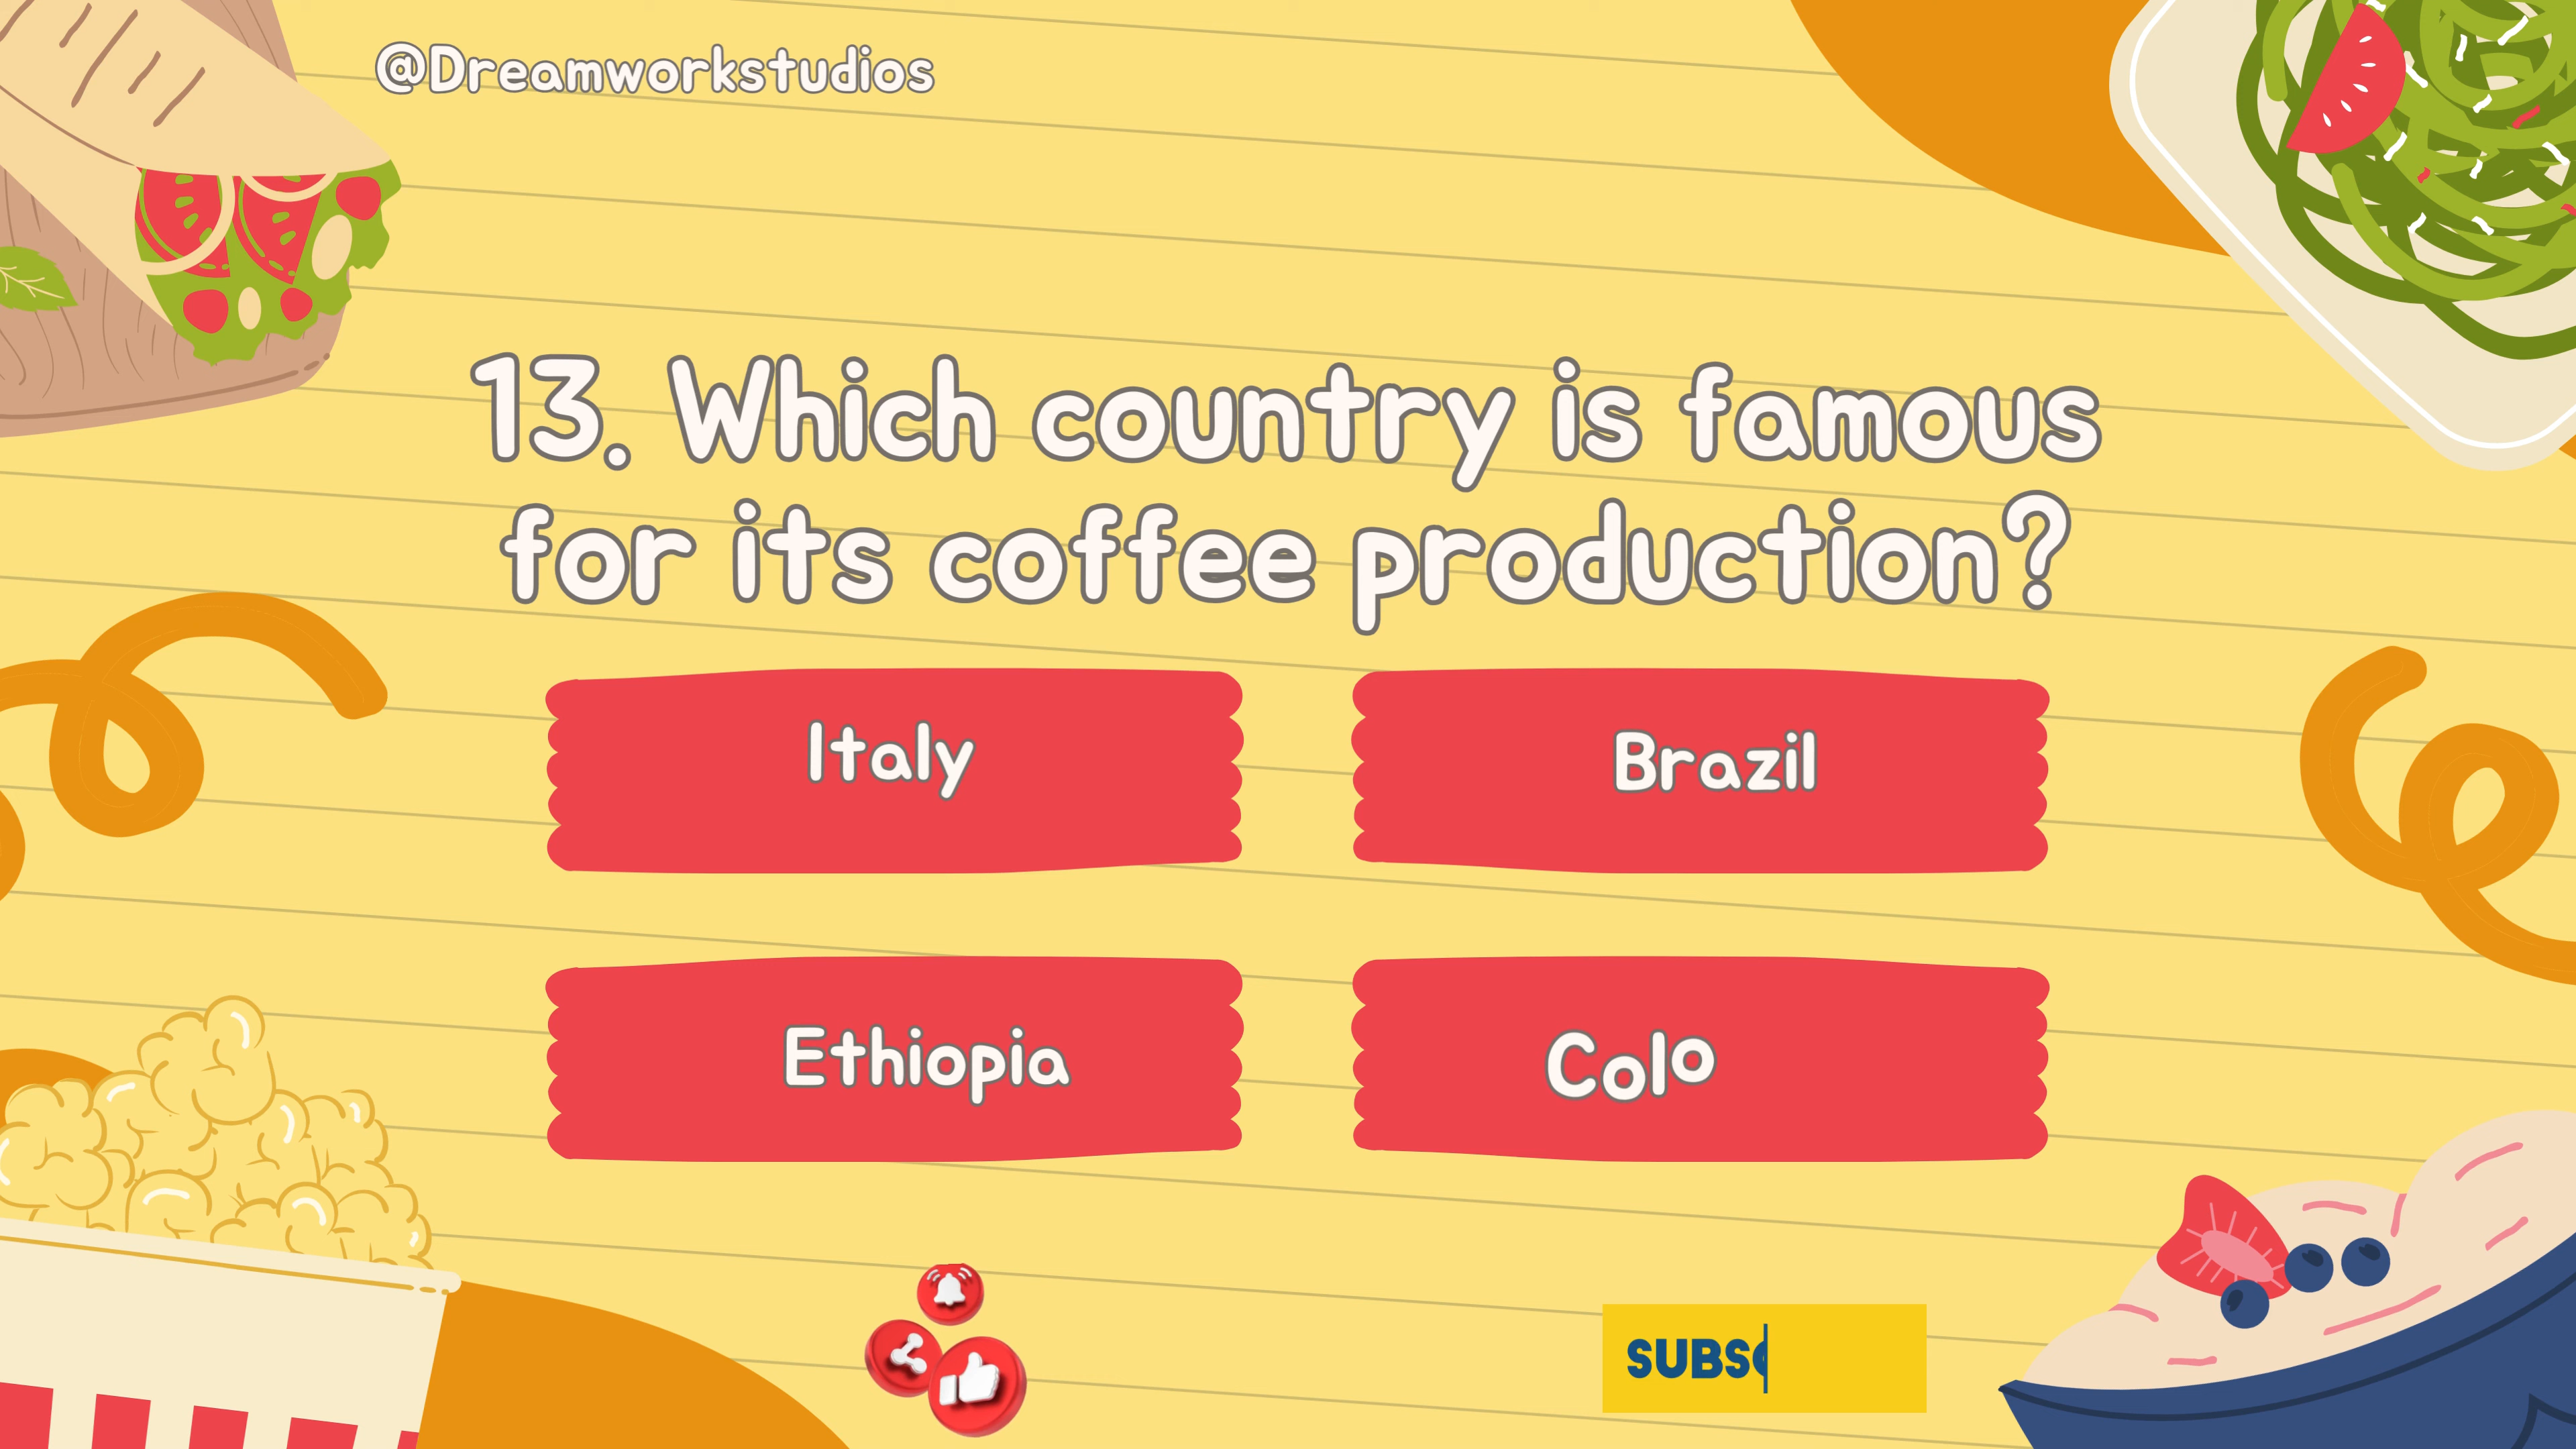 @Dreamworkstudios
13. Which country is famous
for its coffee production?
Italy
Brazil
Ethiopia
Colo
SUBS